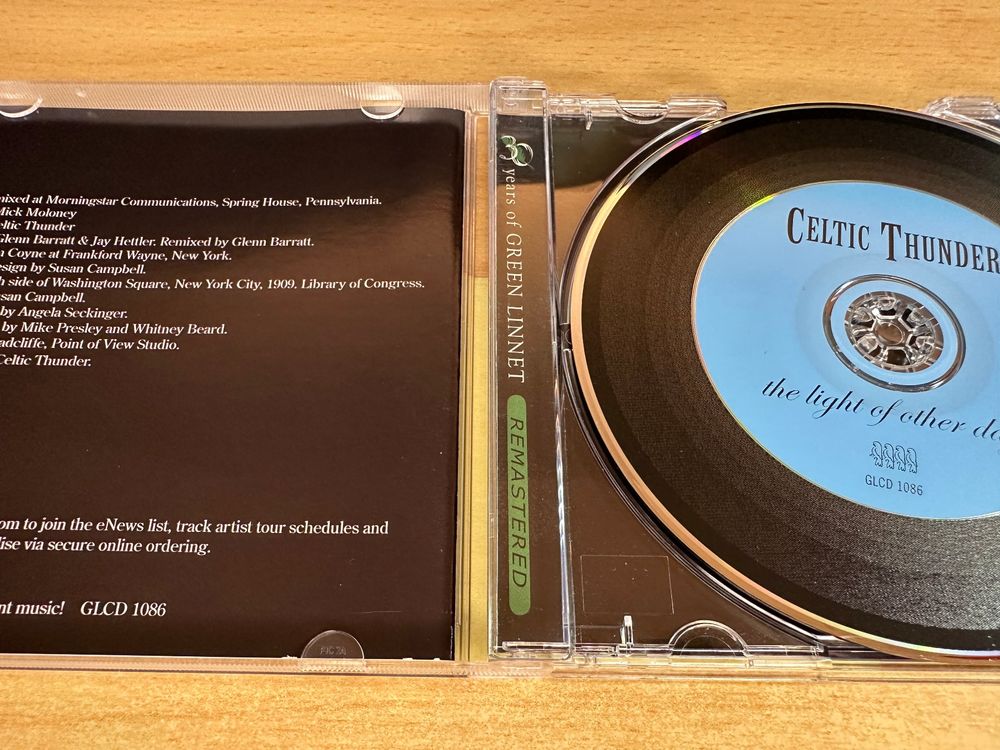 mixed at Morningstar Communications, Spring House, Pennsylvania.
Mick Moloney
eltic Thunder
Glenn Barratt & Jay Hettler. Remixed by Glenn Barratt.
n Coyne at Frankford Wayne, New York.
esign by Susan Campbell.
h side of Washington Square, New York City, 1909. Library of Congress.
usan Campbell.
by Angela Seckinger.
by Mike Presley and Whitney Beard.
adcliffe, Point of View Studio.
Celtic Thunder.
om to join the eNews list, track artist tour schedules and
lise via secure online ordering.
nt music! GLCD 1086
30 years of GREEN LINNET
REMASTERED
CELTIC THUNDER
the light of other da
GLCD 1086